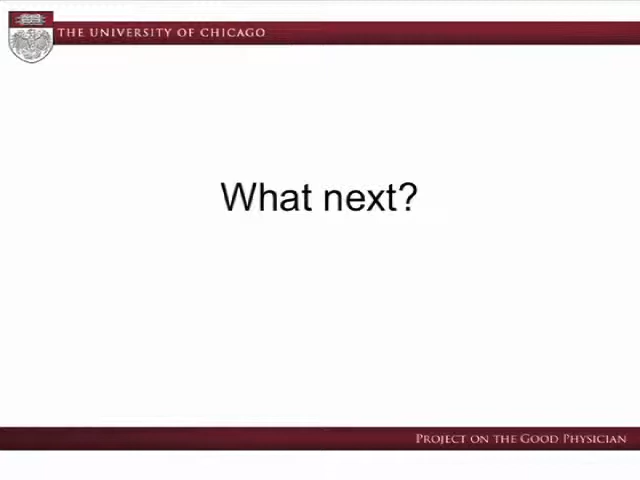 THE UNIVERSITY OF CHICAGO
What next?
PROJECT ON THE GOOD PHYSICIAN